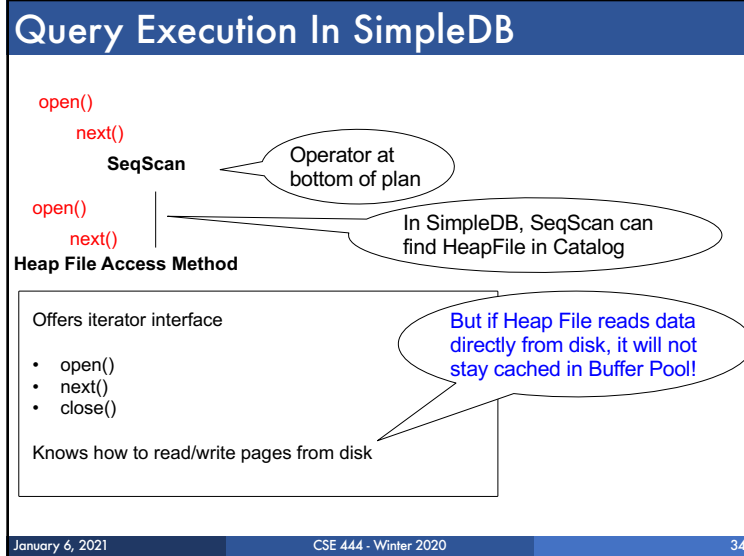 Query Execution In SimpleDB
open()
next()
SeqScan
Operator at
bottom of plan
open()
next()
In SimpleDB, SeqScan can
find HeapFile in Catalog
Heap File Access Method
Offers iterator interface
• open()
• next()
• close()
Knows how to read/write pages from disk
But if Heap File reads data
directly from disk, it will not
stay cached in Buffer Pool!
January 6, 2021
CSE 444 - Winter 2020
34